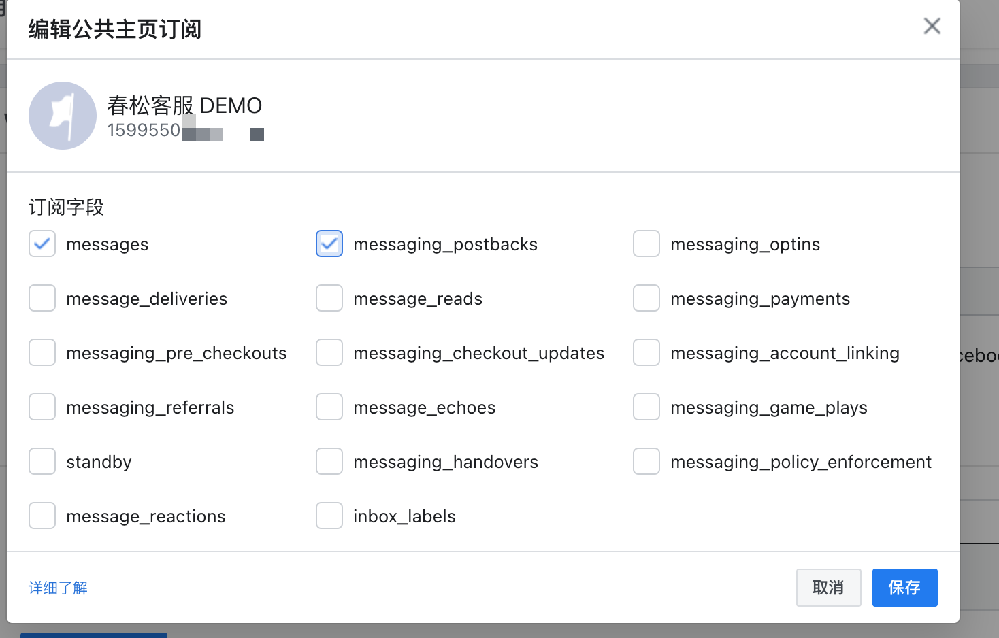 编辑公共主页订阅
春松客服 DEMO
1599550
订阅字段
messages messaging_postbacks messaging_optins
message_deliveries message_reads messaging_payments
messaging_pre_checkouts messaging_checkout_updates messaging_account_linking
messaging_referrals message_echoes messaging_game_plays
standby messaging_handovers messaging_policy_enforcement
message_reactions inbox_labels
详细了解 取消 保存